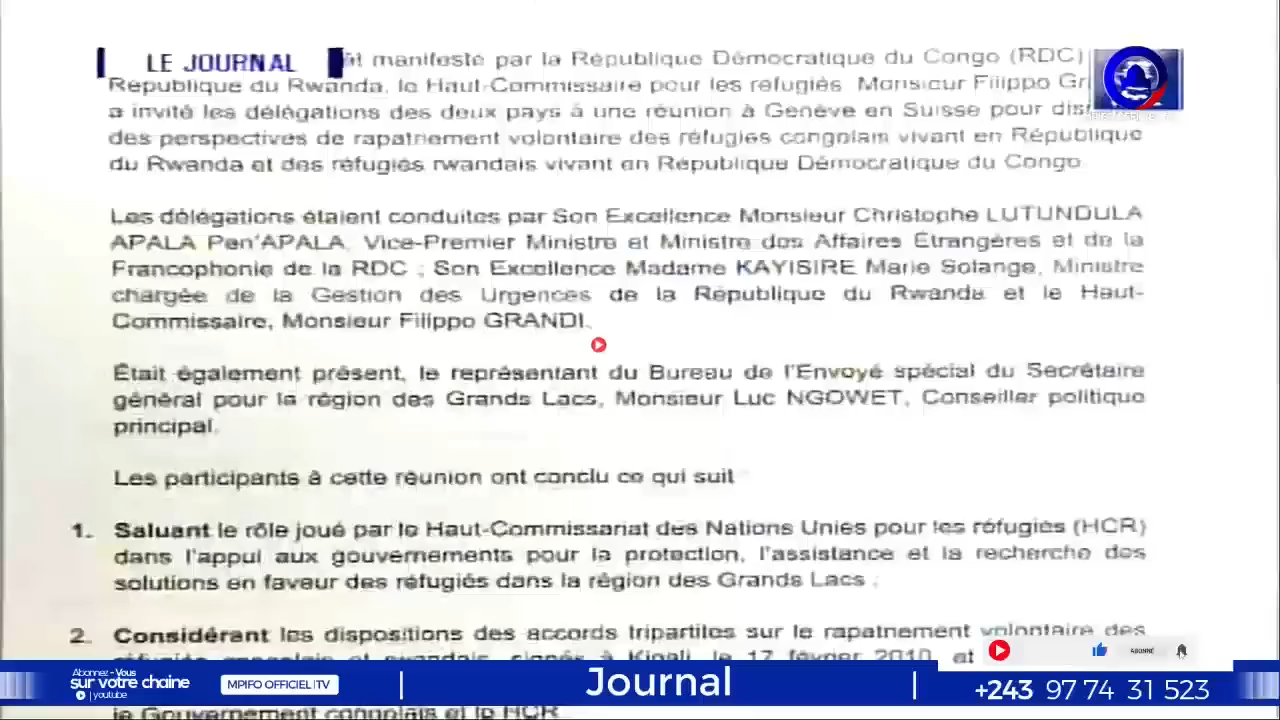 LE JOURNAL
manifesté par la République Démocratique du Congo (RDC)
République du Rwanda, le Haut-Commissaire pour les réfugiés Monsieur Filippo
a invité les délégations des deux pays à une réunion à Genève en Suisse pour
des perspectives de rapatriement volontaire des réfugiés congolais vivant en République
du Rwanda et des réfugiés rwandais vivant en République Démocratique du Congo
Les délégations étaient conduites par Son Excellence Monsieur Christophe LUTUNDULA
APALA Pen'APALA, Vice-Premier Ministre et Ministre des Affaires Etrangères et de la
Francophonie de la RDC ; Son Excellence Madame KAYISIRE Marie Solange, Ministre
chargée de la Gestion des Urgences de la République du Rwanda et le Haut-
Commissaire, Monsieur Filippo GRANDI.
Était également présent, le représentant du Bureau de l'Envoyé spécial du Secrétaire
général pour la région des Grands Lacs, Monsieur Luc NGOWET, Conseiller politique
principal.
Les participants à cette réunion ont conclu ce qui suit
1. Saluant le rôle joué par le Haut-Commissariat des Nations Unies pour les réfugiés (HCR)
dans l'appui aux gouvernements pour la protection, l'assistance et la recherche des
solutions en faveur des réfugiés dans la région des Grands Lacs ;
2. Considérant les dispositions des accords tripartites sur le rapatriement volontaire des
réfugiés congolais et rwandais, signés à Kigali, le 17 février 2010, et
ABONNÉ
Abonnez-Vous
sur votre chaine
youtube
MPIFO OFFICIEL TV
Journal
+243 97 74 31 523
le Gouvernement congolais et le HCR